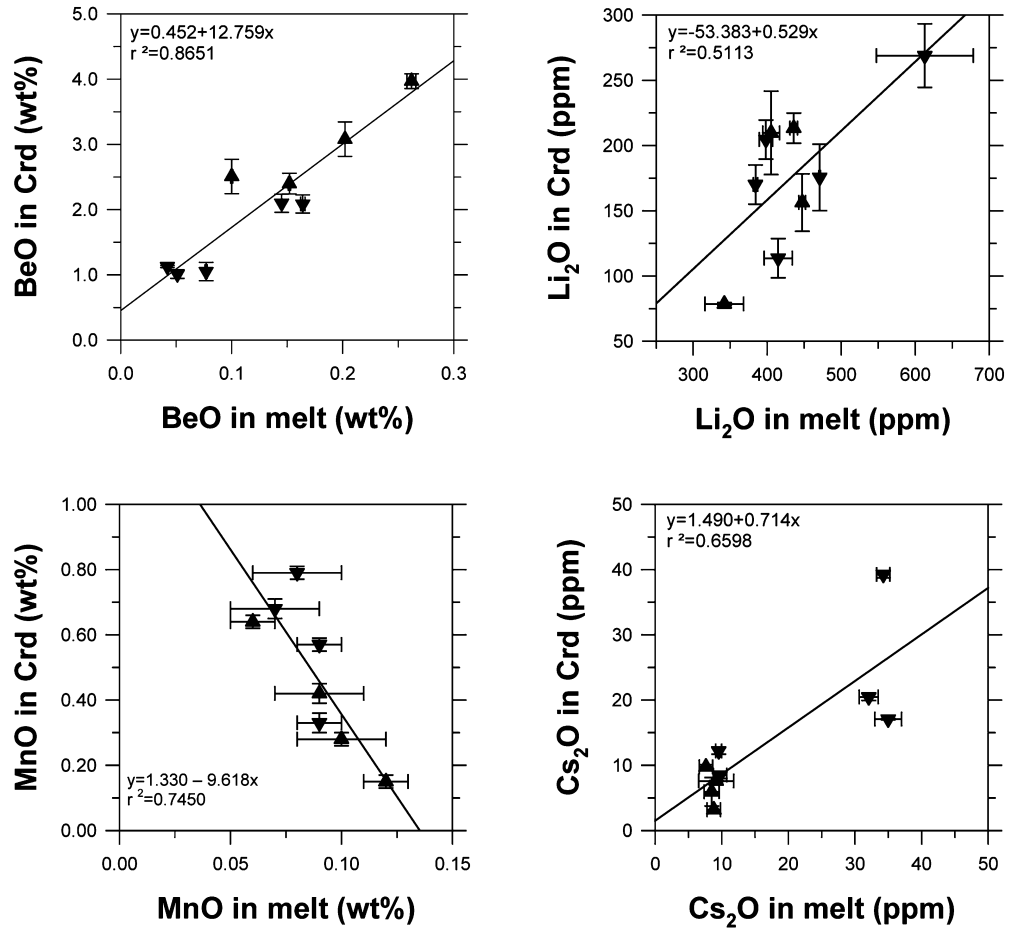 y=0.452+12.759x
r ²=0.8651
5.0
4.0
3.0
2.0
1.0
0.0
BeO in Crd (wt%)
0.0 0.1 0.2 0.3
BeO in melt (wt%)
y=-53.383+0.529x
r ²=0.5113
300
250
200
150
100
50
Li₂O in Crd (ppm)
300 400 500 600 700
Li₂O in melt (ppm)
1.00
0.80
0.60
0.40
0.20
0.00
MnO in Crd (wt%)
y=1.330 – 9.618x
r ²=0.7450
0.00 0.05 0.10 0.15
MnO in melt (wt%)
y=1.490+0.714x
r ²=0.6598
50
40
30
20
10
0
Cs₂O in Crd (ppm)
0 10 20 30 40 50
Cs₂O in melt (ppm)